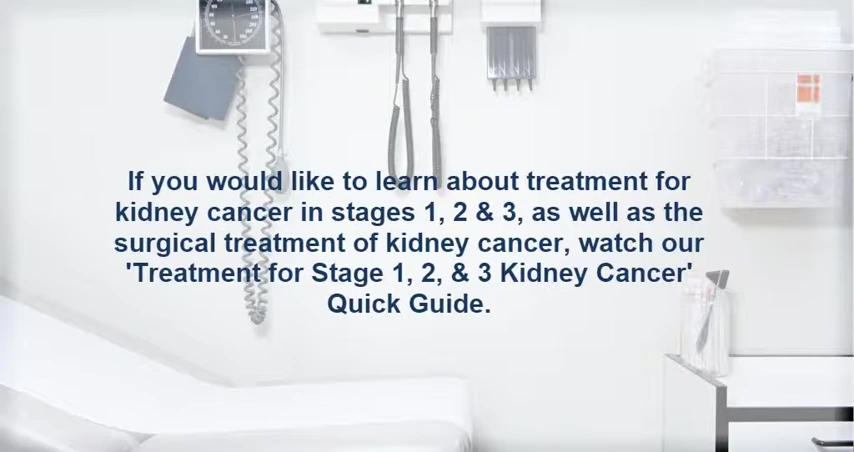 If you would like to learn about treatment for
kidney cancer in stages 1, 2 & 3, as well as the
surgical treatment of kidney cancer, watch our
'Treatment for Stage 1, 2, & 3 Kidney Cancer'
Quick Guide.